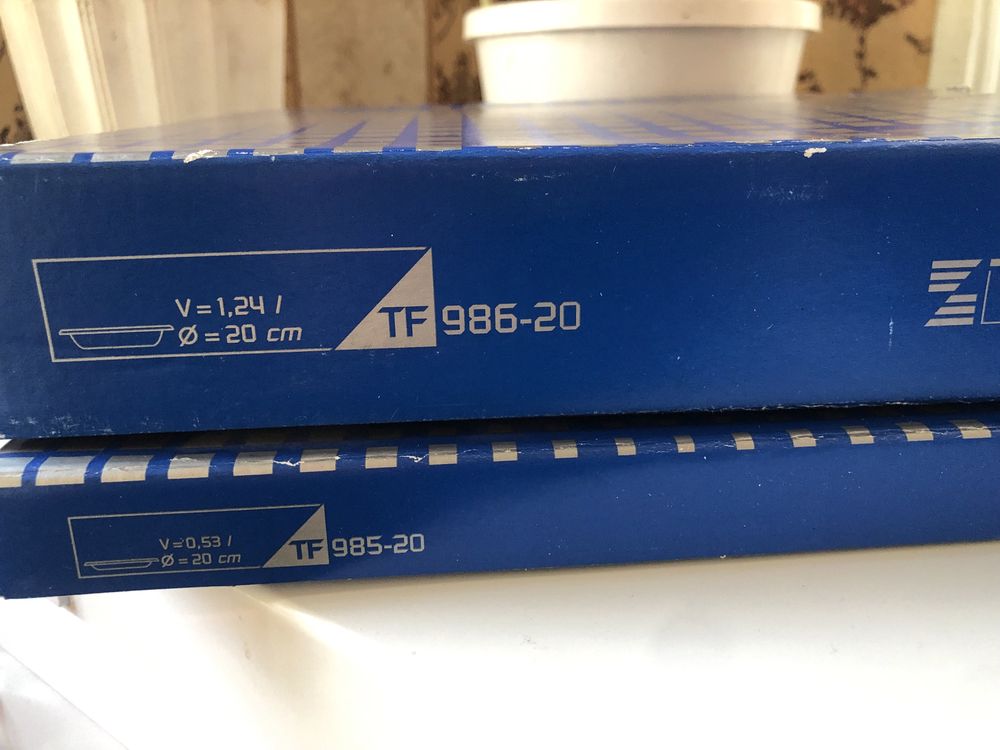 V=1,24 l
Ø=20 cm
TF 986-20
V=0,53 l
Ø=20 cm
TF 985-20